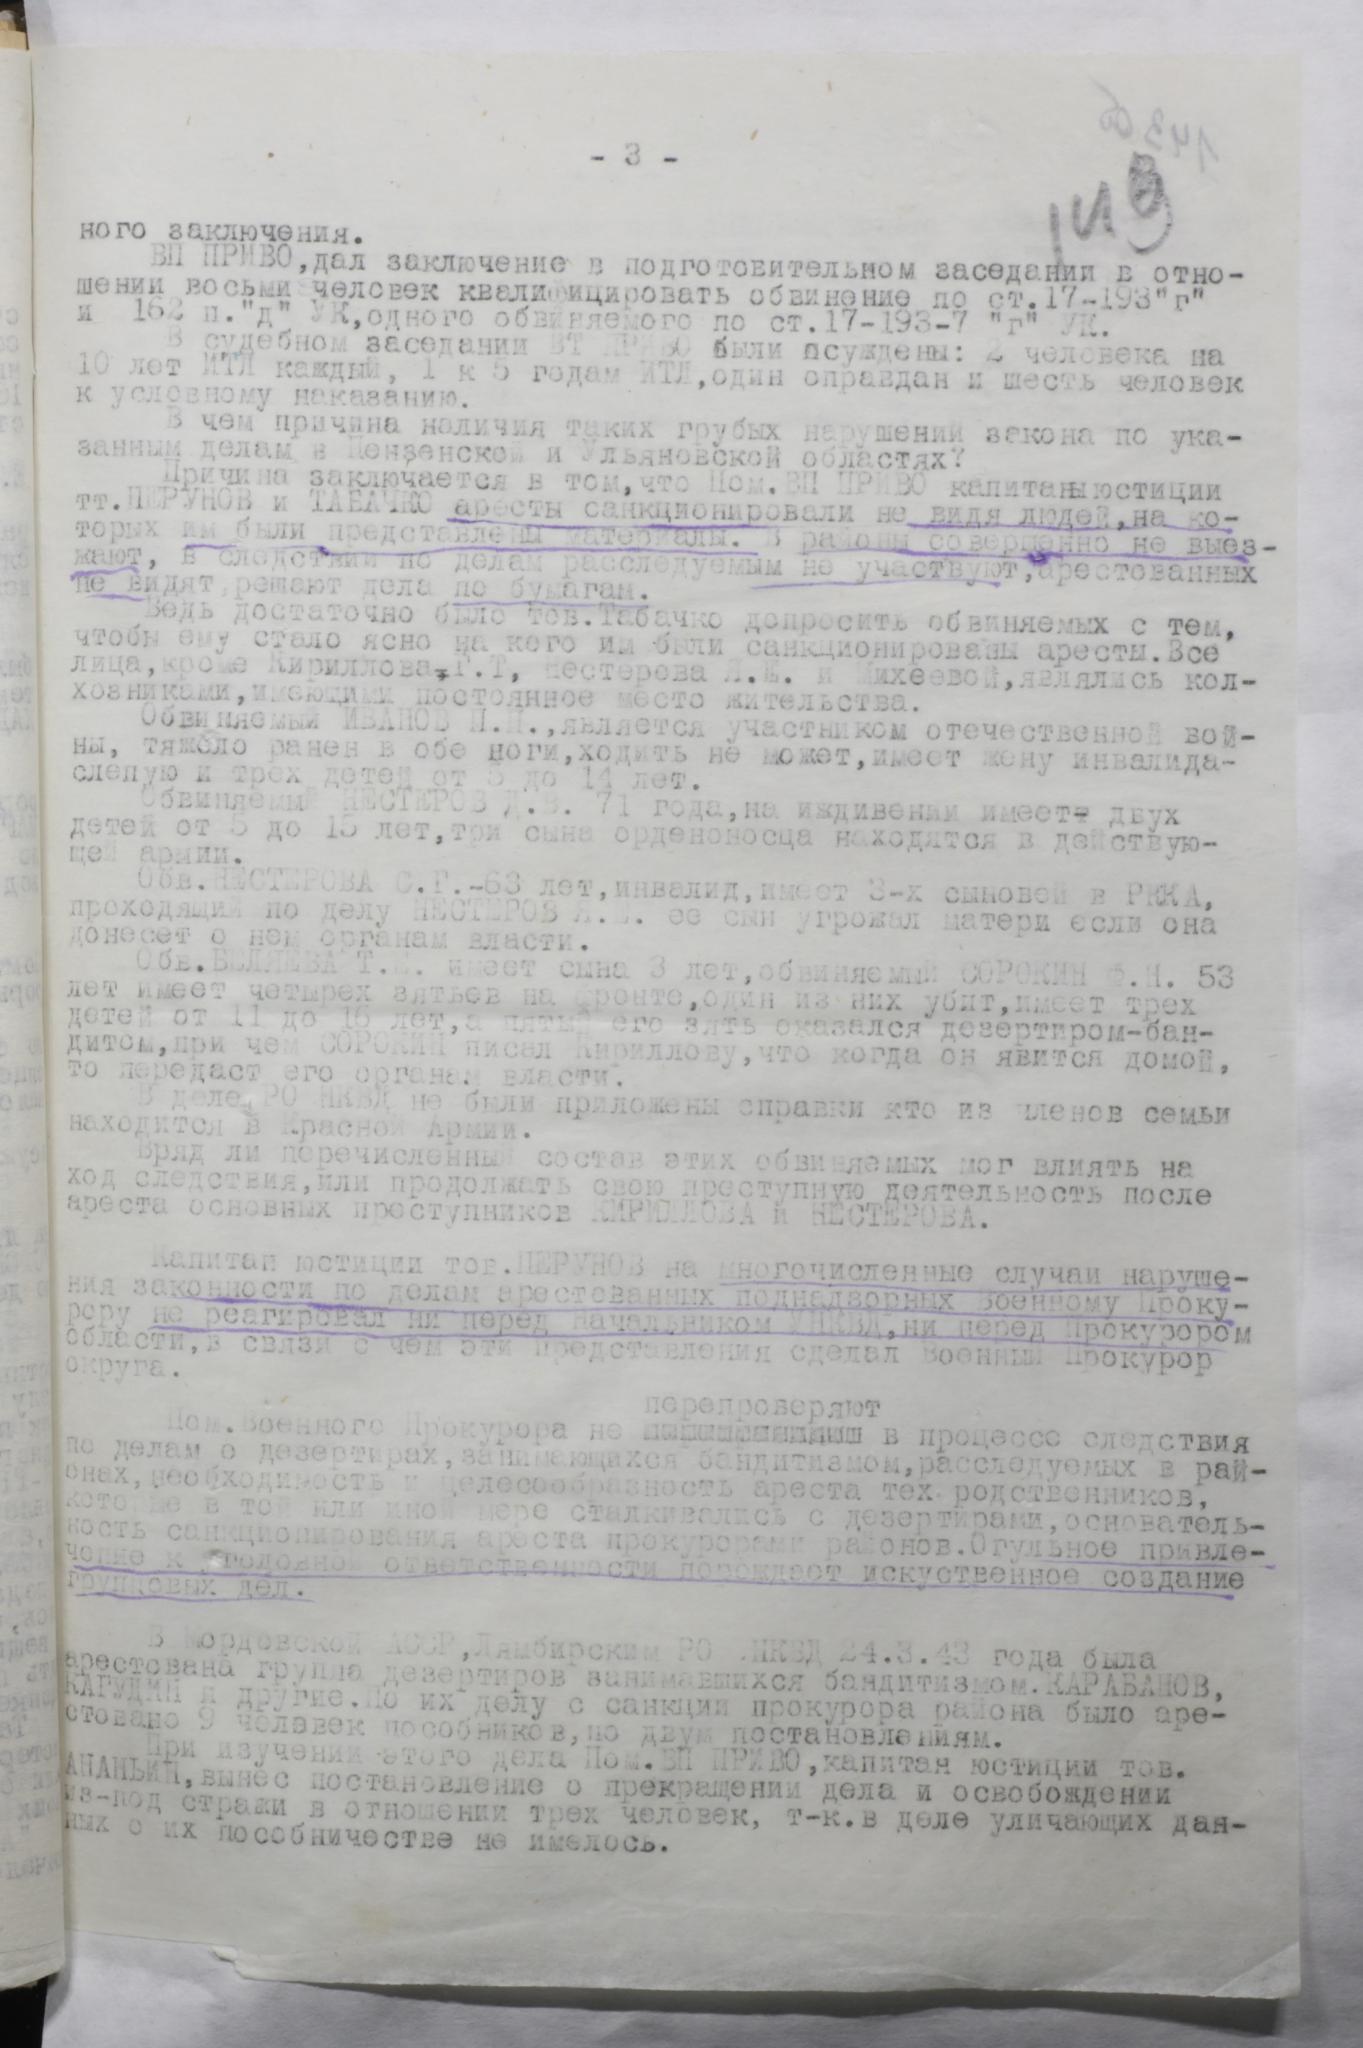 - 3 -
ного заключения.
ВП ПРИВО,дал заключение в подготовительном заседании в отно-
шении восьми человек квалифицировать обвинение по ст.17-193"г"
и 162 п."д" УК,одного обвиняемого по ст.17-193-7 "г" УК.
В судебном заседании ВТ ПРИВО были осуждены: 2 человека на
10 лет ИТЛ каждый, 1 к 5 годам ИТЛ,один оправдан и шесть человек
к условному наказанию.
В чем причина наличия таких грубых нарушений закона по ука-
занным делам в Пензенской и Ульяновской областях?
Причина заключается в том,что Пом.ВП ПРИВО капитаны юстиции
тт.ПЕРУНОВ и ТАБАЧКО аресты санкционировали не видя людей,на ко-
торых им были представлены материалы. В районы совершенно не выез-
жают, в следствии по делам расследуемым не участвуют,арестованных
не видят,решают дела по бумагам.
Ведь достаточно было тов.Табачко допросить обвиняемых с тем,
чтобы ему стало ясно на кого им были санкционированы аресты.Все
лица,кроме Кириллова,Г.Т, Нестерова Я.Е. и Михеевой,являлись кол-
хозниками,имеющими постоянное место жительства.
Обвиняемый ИВАНОВ П.П.,является участником отечественной вой-
ны, тяжело ранен в обе ноги,ходить не может,имеет жену инвалида-
слепую и трех детей от 5 до 14 лет.
Обвиняемый НЕСТЕРОВ Д.В. 71 года,на иждивении имеет двух
детей от 5 до 15 лет,три сына орденоносца находятся в действую-
щей армии.
Обв.НЕСТЕРОВА С.Г.-63 лет,инвалид,имеет 3-х сыновей в РККА,
проходящий по делу НЕСТЕРОВ Я.Е. ее сын угрожал матери если она
донесет о нем органам власти.
Обв.БЕЛЯЕВА Т. имеет сына 3 лет,обвиняемый СОРОКИН Ф.Н. 53
лет имеет четырех зятьев на фронте,один из них убит,имеет трех
детей от 11 до 16 лет,а пятый его зять оказался дезертиром-бан-
дитом,при чем СОРОКИН писал Кириллову,что когда он явится домой,
то передаст его органам власти.
В деле РО НКВД не были приложены справки кто из членов семьи
находится в Красной Армии.
Вряд ли перечисленный состав этих обвиняемых мог влиять на
ход следствия,или продолжать свою преступную деятельность после
ареста основных преступников КИРИЛЛОВА и НЕСТЕРОВА.
Капитан юстиции тов.ПЕРУНОВ на многочисленные случаи наруше-
ния законности по делам арестованных поднадзорных Военному Проку-
рору не реагировал ни перед Начальником УНКВД,ни перед Прокурором
области,в связи с чем эти представления сделал Военный Прокурор
округа.
перепроверяют
Пом.Военного Прокурора не в процессе следствия
по делам о дезертирах,занимающихся бандитизмом,расследуемых в рай-
онах,необходимость и целесообразность ареста тех родственников,
которые в той или иной мере сталкивались с дезертирами,основатель-
ность санкционирования ареста прокурорами районов.Огульное привле-
чение к уголовной ответственности порождает искуственное создание
групповых дел.
В Мордовской АССР,Лямбирским РО НКВД 24.3.43 года была
арестована группа дезертиров занимавшихся бандитизмом.КАРАБАНОВ,
КАГУДИН и другие.По их делу с санкции прокурора района было аре-
стовано 9 человек пособников,по двум постановлениям.
При изучении этого дела Пом.ВП ПРИВО,капитан юстиции тов.
АНАНЬИН,вынес постановление о прекращении дела и освобождении
из-под стражи в отношении трех человек, т-к.в деле уличающих дан-
ных о их пособничестве не имелось.